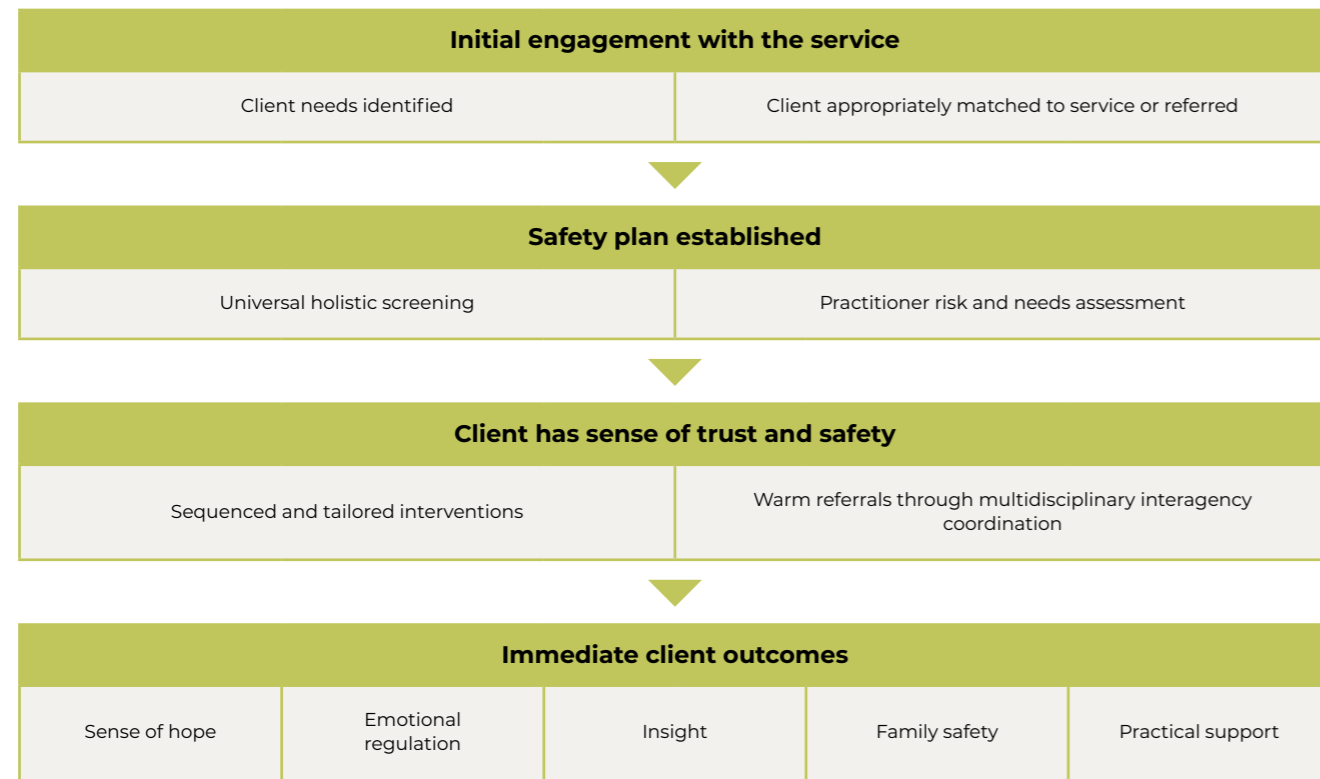 Initial engagement with the service
Client needs identified
Client appropriately matched to service or referred
Safety plan established
Universal holistic screening
Practitioner risk and needs assessment
Client has sense of trust and safety
Sequenced and tailored interventions
Warm referrals through multidisciplinary interagency
coordination
Immediate client outcomes
Sense of hope
Emotional
regulation
Insight
Family safety
Practical support